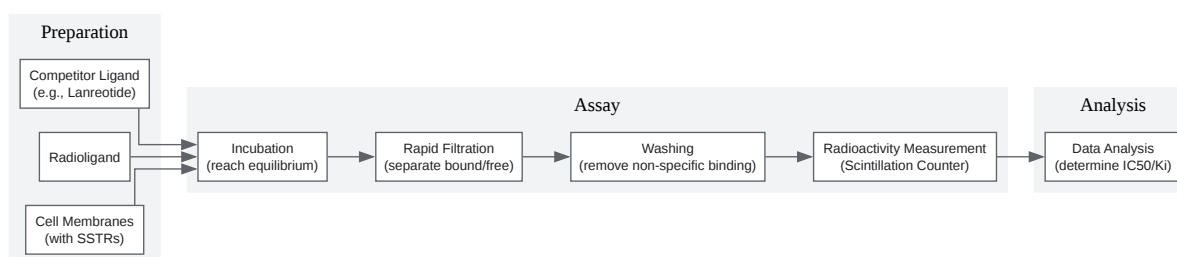 Preparation
Competitor Ligand
(e.g., Lanreotide)
Radioligand
Cell Membranes
(with SSTRs)
Assay
Incubation
(reach equilibrium)
Rapid Filtration
(separate bound/free)
Washing
(remove non-specific binding)
Radioactivity Measurement
(Scintillation Counter)
Analysis
Data Analysis
(determine IC50/Ki)